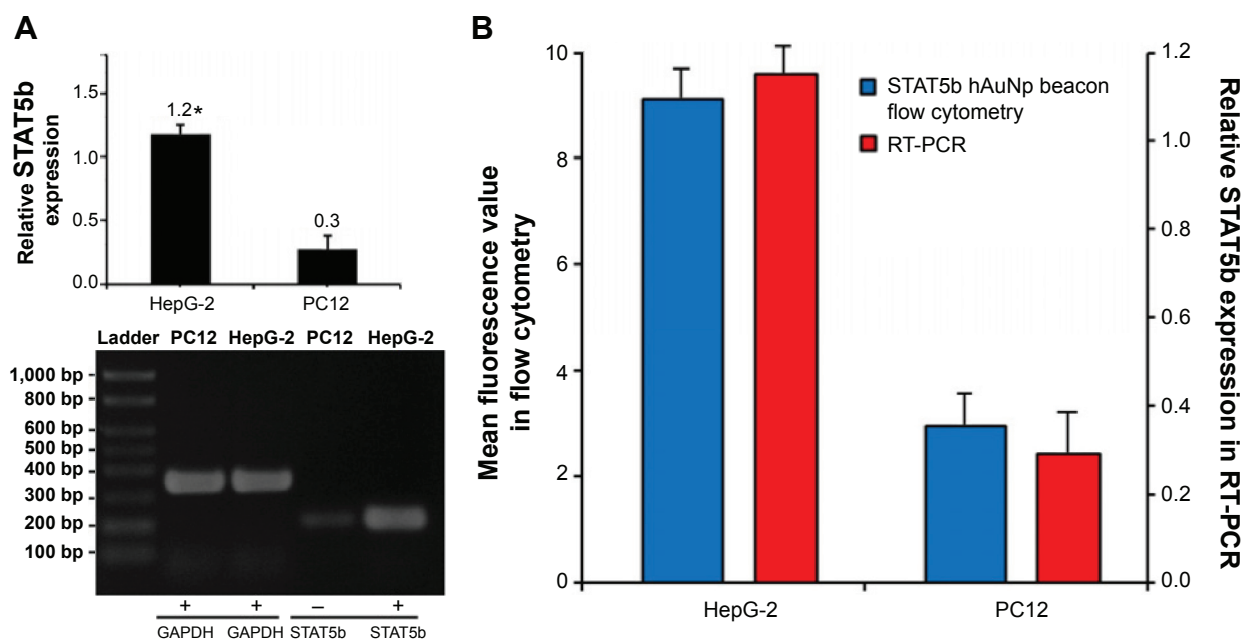 A
Relative STAT5b
expression
1.5
1.0
0.5
0.0
1.2*
0.3
HepG-2
PC12
Ladder PC12 HepG-2 PC12 HepG-2
1,000 bp
800 bp
600 bp
500 bp
400 bp
300 bp
200 bp
100 bp
+ + – +
GAPDH GAPDH STAT5b STAT5b
B
Mean fluorescence value
in flow cytometry
10
8
6
4
2
0
STAT5b hAuNp beacon
flow cytometry
RT-PCR
HepG-2
PC12
1.2
1.0
0.8
0.6
0.4
0.2
0.0
Relative STAT5b expression in RT-PCR